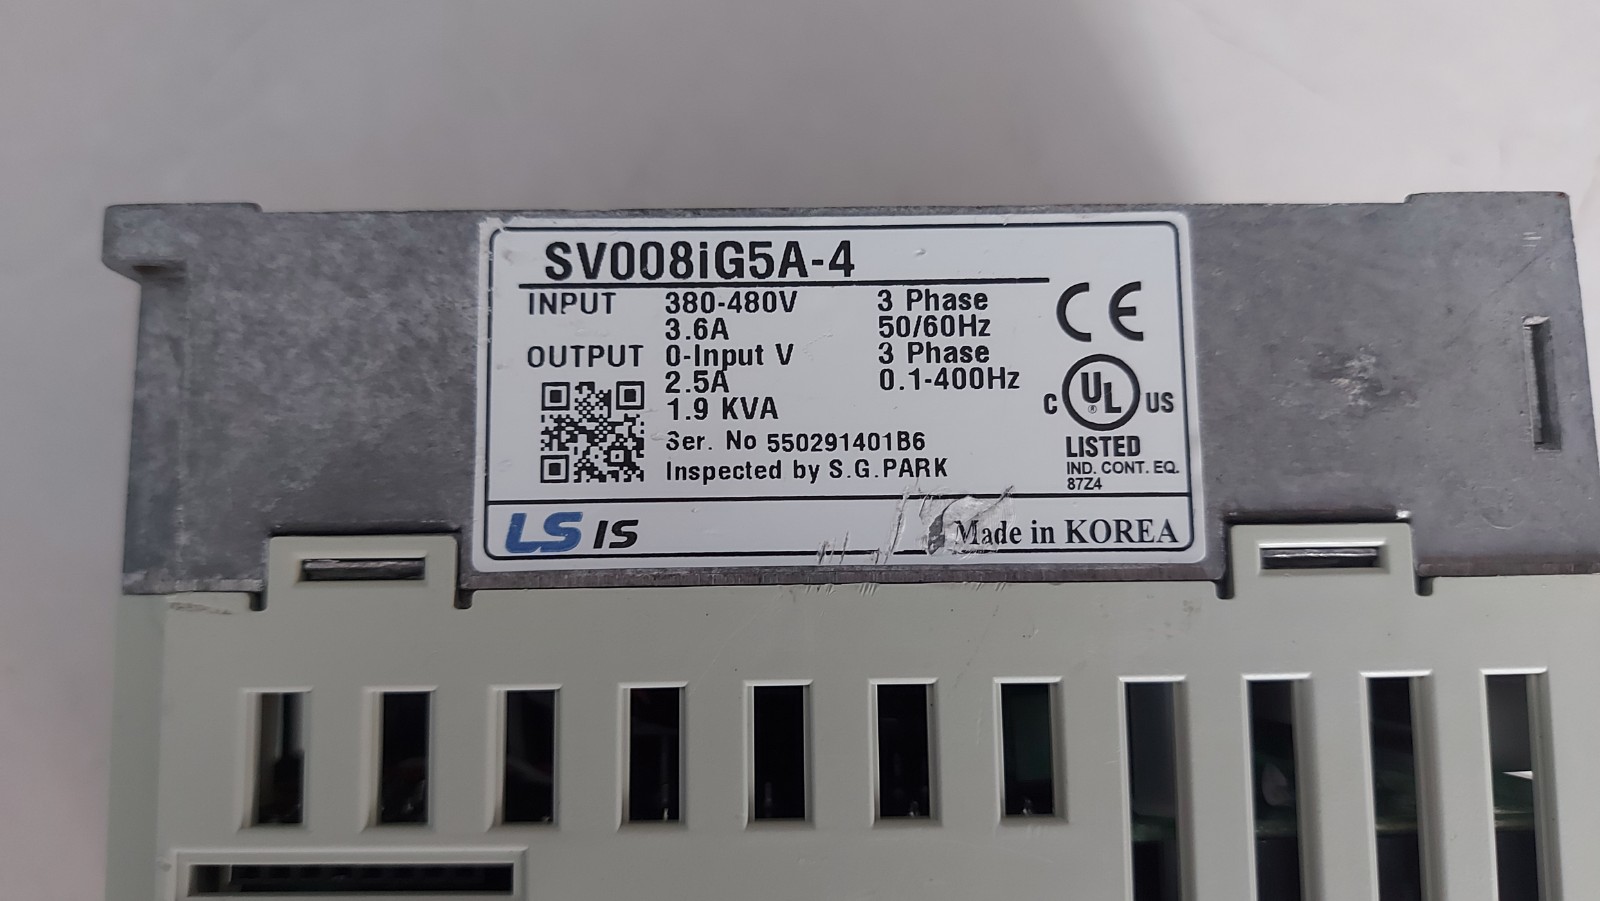 SV008iG5A-4
INPUT 380-480V 3 Phase
3.6A 50/60Hz
OUTPUT 0-Input V 3 Phase
2.5A 0.1-400Hz
1.9 KVA
Ser. No 550291401B6
Inspected by S.G.PARK
CE
C UL ® US
LISTED
IND. CONT. EQ.
87Z4
LS IS
Made in KOREA